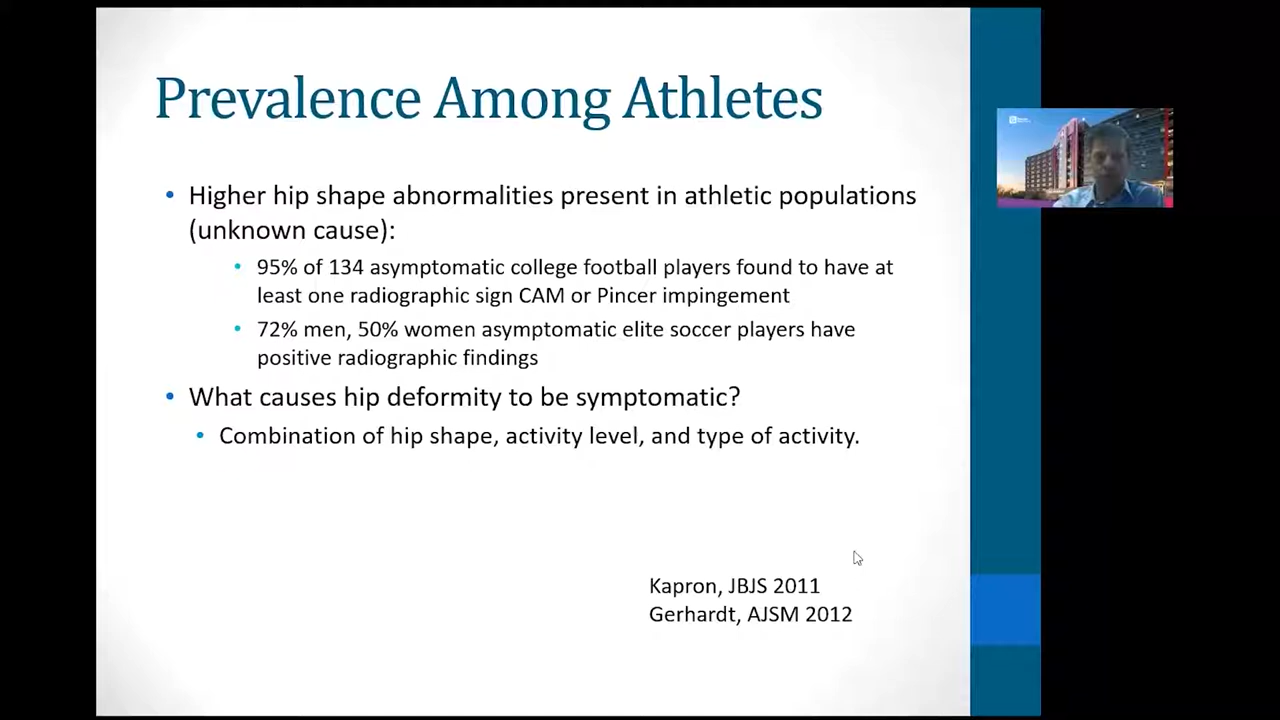 Prevalence Among Athletes
• Higher hip shape abnormalities present in athletic populations
(unknown cause):
• 95% of 134 asymptomatic college football players found to have at
least one radiographic sign CAM or Pincer impingement
• 72% men, 50% women asymptomatic elite soccer players have
positive radiographic findings
• What causes hip deformity to be symptomatic?
• Combination of hip shape, activity level, and type of activity.
Kapron, JBJS 2011
Gerhardt, AJSM 2012